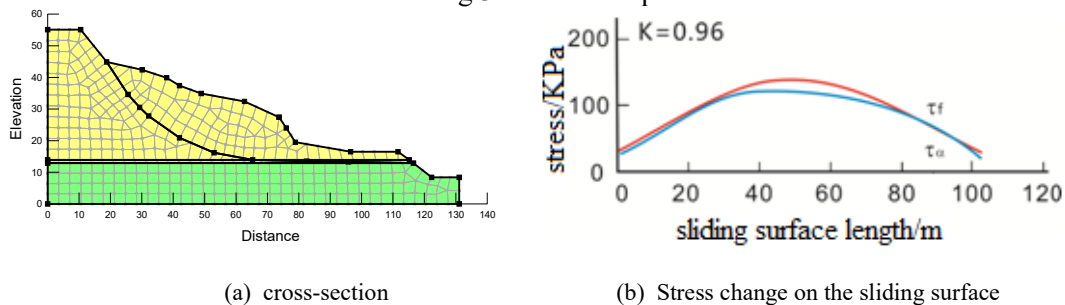 60
50
40
30
20
10
0
Elevation
0 10 20 30 40 50 60 70 80 90 100 110 120 130 140
Distance
(a) cross-section
K=0.96
200
100
0
stress/KPa
τf
τα
0 20 40 60 80 100 120
sliding surface length/m
(b) Stress change on the sliding surface